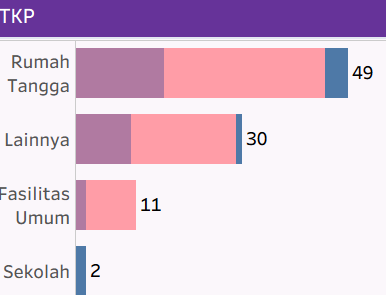 TKP
Rumah
Tangga
49
Lainnya
30
Fasilitas
Umum
11
Sekolah
2